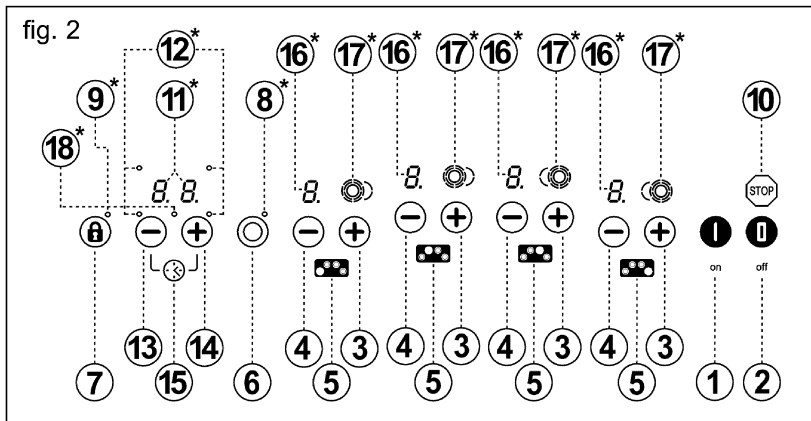 fig. 2
12* 16* 17* 16* 17* 16* 17* 16* 17*
9* 11* 8* 10
18*
8. 8. 8. 8. 8. 8. STOP
on off
13 14 4 3 4 3 4 3 4 3
7 15 6 5 5 5 5 1 2